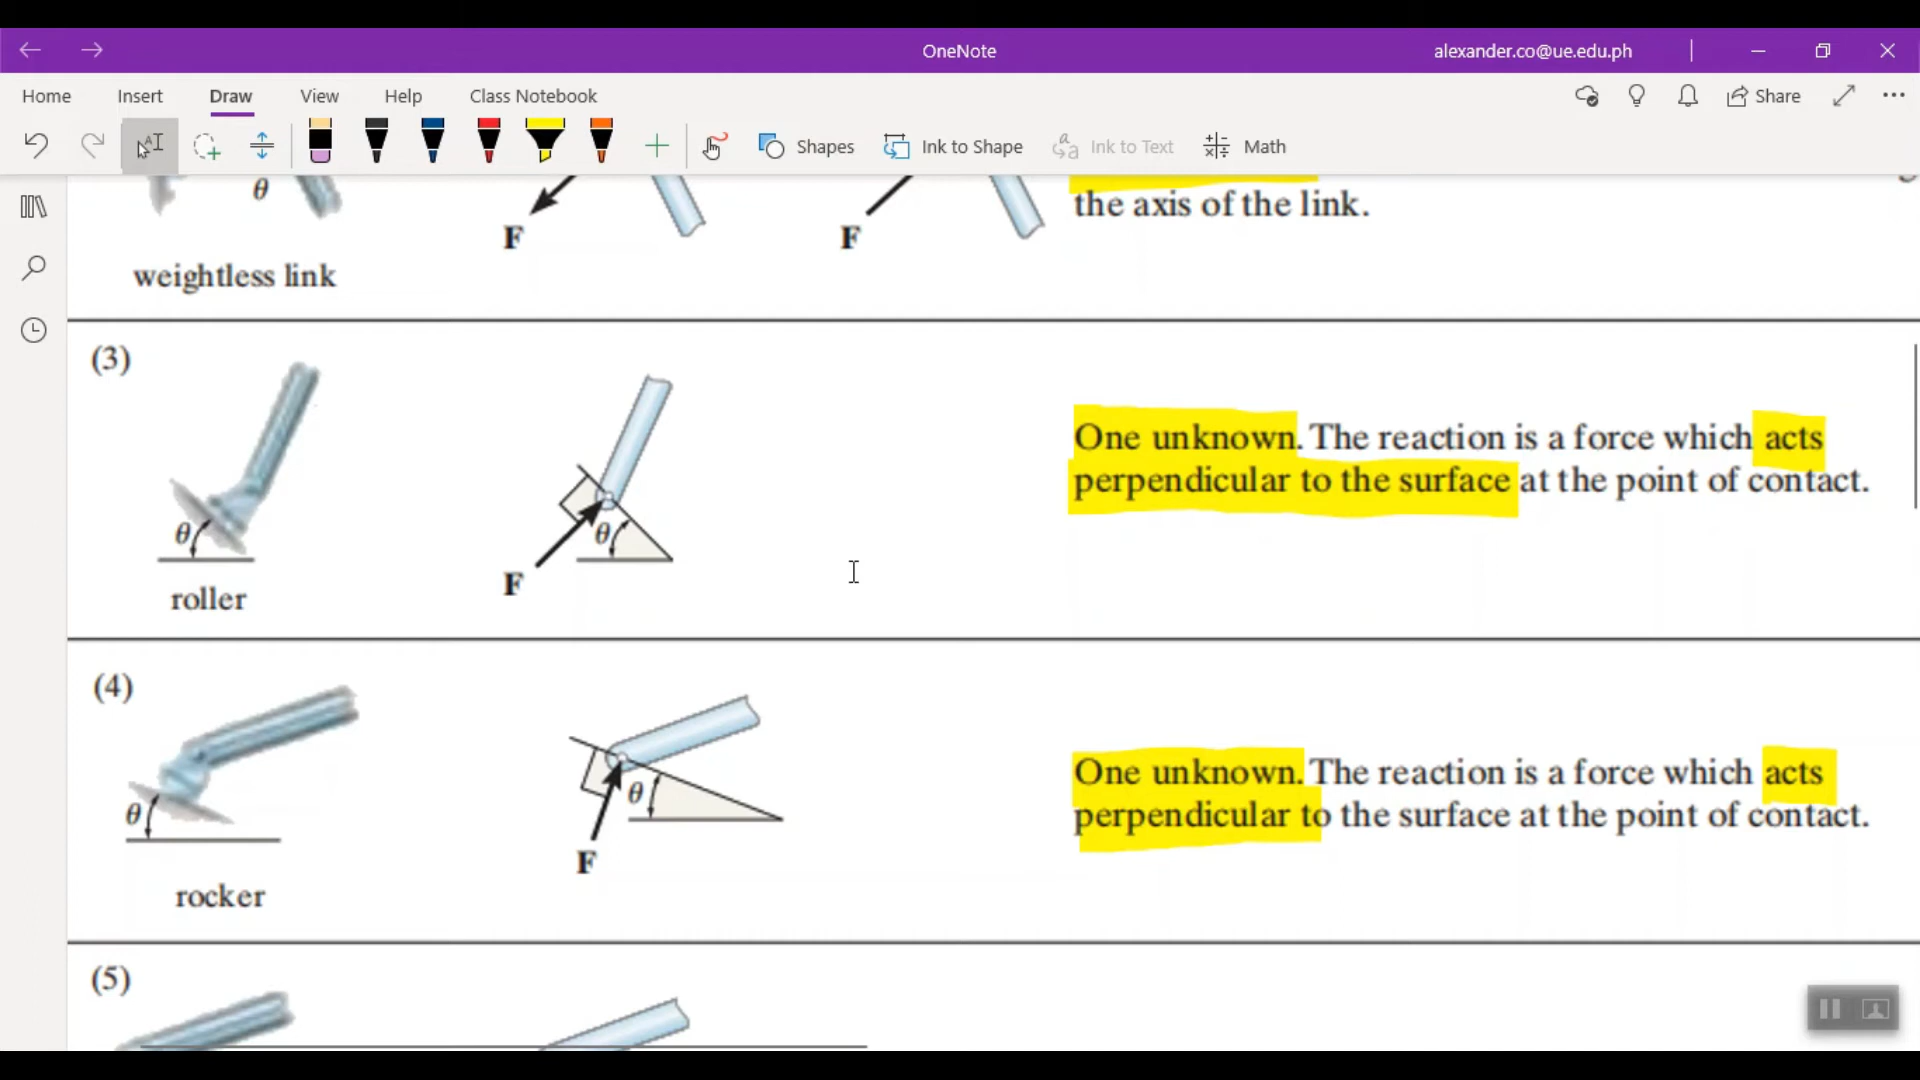 OneNote
alexander.co@ue.edu.ph
Home Insert Draw View Help Class Notebook
Share
Shapes Ink to Shape Ink to Text Math
θ
F
F
the axis of the link.
weightless link
(3)
One unknown. The reaction is a force which acts
perpendicular to the surface at the point of contact.
θ
θ
F
roller
(4)
One unknown. The reaction is a force which acts
perpendicular to the surface at the point of contact.
θ
θ
F
rocker
(5)